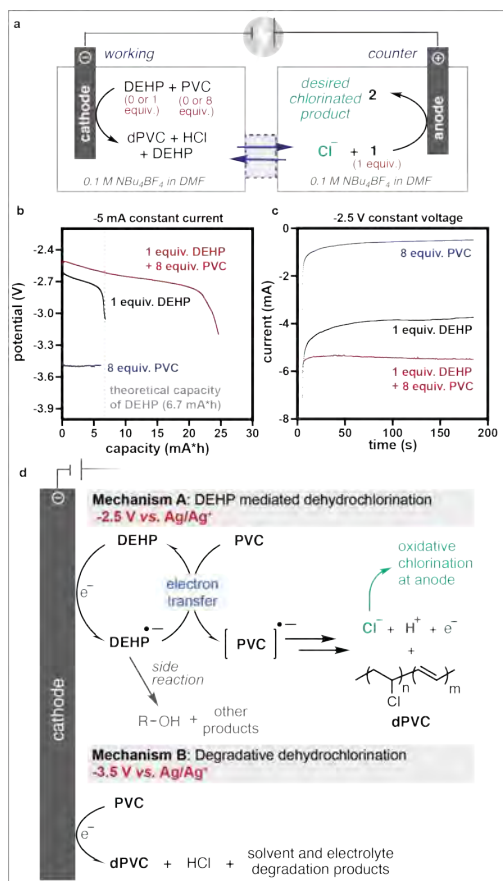 a
working
counter
⊖
cathode
DEHP + PVC
(0 or 1 equiv.) (0 or 8 equiv.)
dPVC + HCl
+ DEHP
0.1 M NBu₄BF₄ in DMF
desired
chlorinated
product
2
Cl⁻ + 1
(1 equiv.)
⊕
anode
0.1 M NBu₄BF₄ in DMF
b
-5 mA constant current
potential (V)
-2.4
-2.7
-3.0
-3.3
-3.6
-3.9
1 equiv. DEHP
+ 8 equiv. PVC
1 equiv. DEHP
8 equiv. PVC
theoretical capacity
of DEHP (6.7 mA*h)
0 5 10 15 20 25 30
capacity (mA*h)
c
-2.5 V constant voltage
current (mA)
0
-2
-4
-6
-8
8 equiv. PVC
1 equiv. DEHP
1 equiv. DEHP
+ 8 equiv. PVC
0 50 100 150 200
time (s)
d
⊖
cathode
Mechanism A: DEHP mediated dehydrochlorination
-2.5 V vs. Ag/Ag⁺
DEHP
PVC
e⁻
electron
transfer
DEHP•−
[ PVC ]•−
side
reaction
R−OH + other
products
oxidative
chlorination
at anode
Cl⁻ + H⁺ + e⁻
+
n
m
Cl
dPVC
Mechanism B: Degradative dehydrochlorination
-3.5 V vs. Ag/Ag⁺
PVC
e⁻
dPVC + HCl + solvent and electrolyte
degradation products